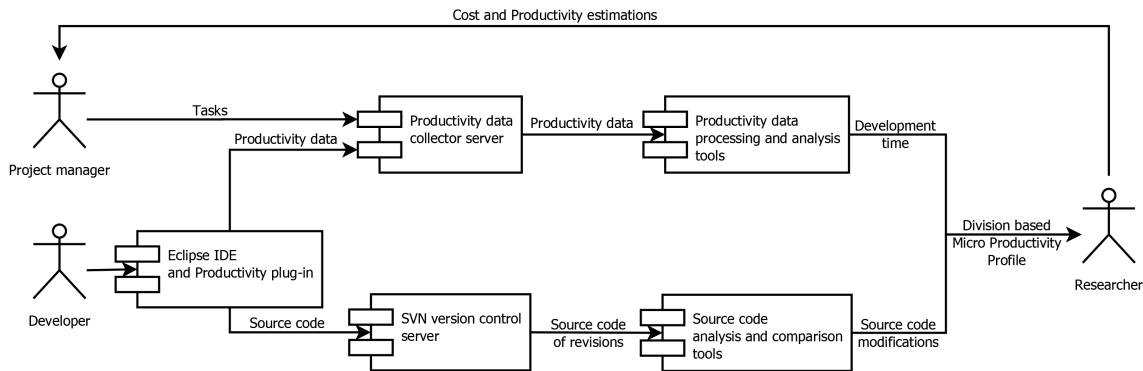 Cost and Productivity estimations
Tasks
Productivity data
collector server
Productivity data
Productivity data
processing and analysis
tools
Development
time
Productivity data
Project manager
Eclipse IDE
and Productivity plug-in
Division based
Micro Productivity
Profile
Researcher
Developer
Source code
SVN version control
server
Source code
of revisions
Source code
analysis and comparison
tools
Source code
modifications